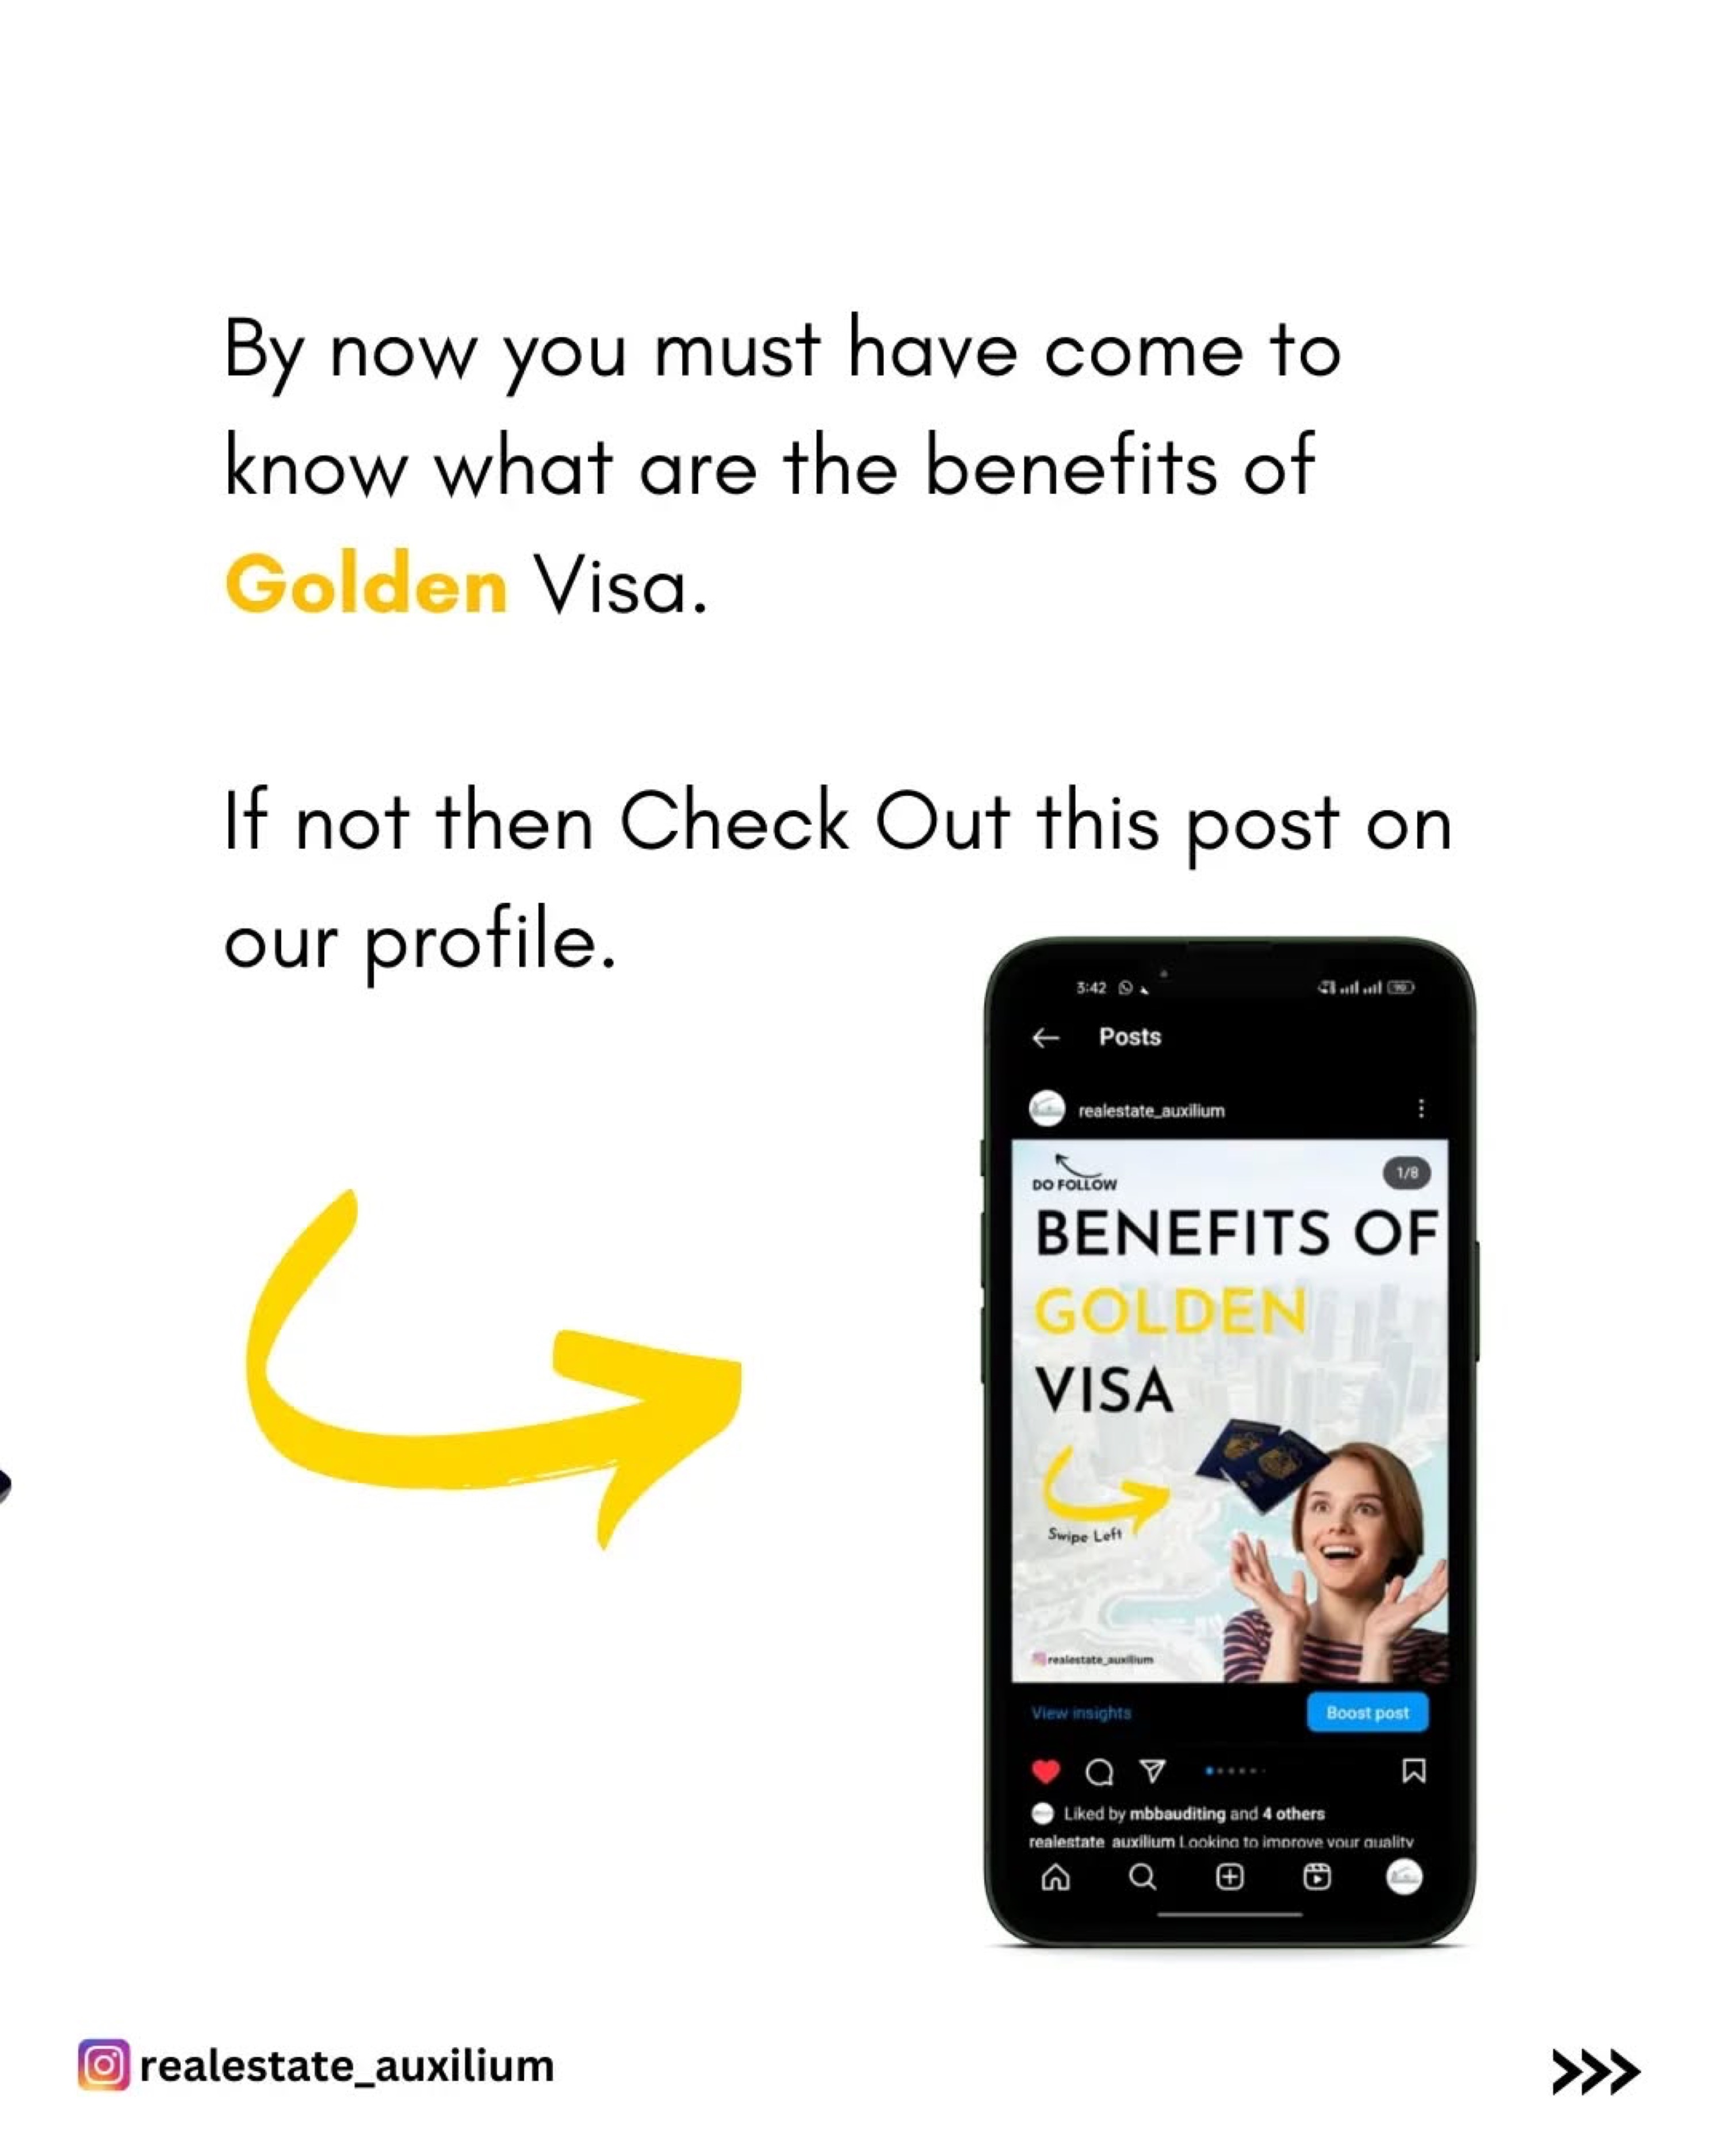 By now you must have come to
know what are the benefits of
Golden Visa.
If not then Check Out this post on
our profile.
3:42
90
Posts
realestate_auxilium
DO FOLLOW
1/8
BENEFITS OF
GOLDEN
VISA
Swipe Left
realestate_auxilium
View insights
Boost post
Liked by mbbauditing and 4 others
realestate_auxilium Looking to improve your quality
realestate_auxilium